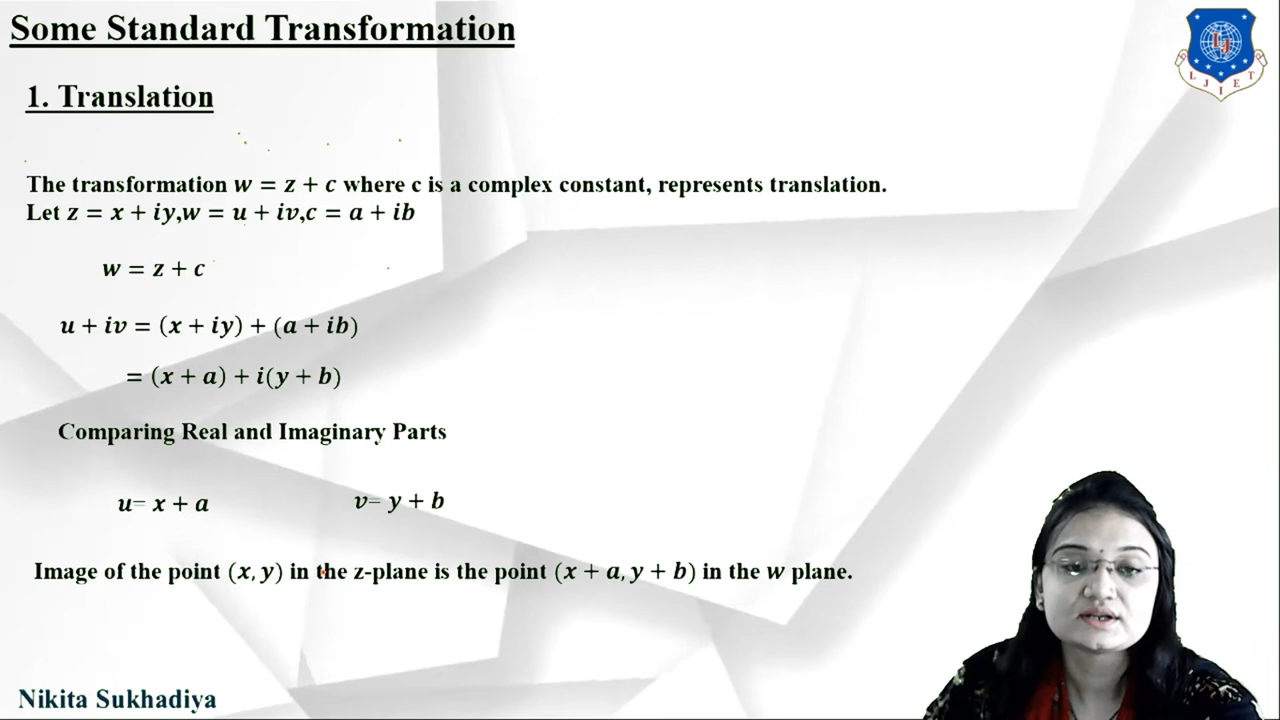 Some Standard Transformation
1. Translation
The transformation w = z + c where c is a complex constant, represents translation.
Let z = x + iy,w = u + iv,c = a + ib
w = z + c
u + iv = (x + iy) + (a + ib)
= (x + a) + i(y + b)
Comparing Real and Imaginary Parts
u= x + a v= y + b
Image of the point (x, y) in the z-plane is the point (x + a, y + b) in the w plane.
Nikita Sukhadiya
LJIET